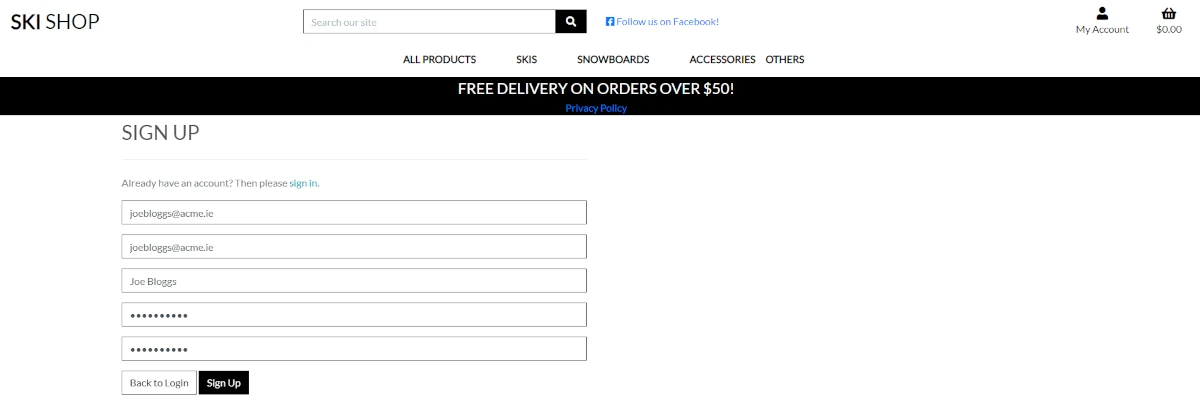 SKI SHOP
Search our site
Follow us on Facebook!
My Account
$0.00
ALL PRODUCTS SKIS SNOWBOARDS ACCESSORIES OTHERS
FREE DELIVERY ON ORDERS OVER $50!
Privacy Policy
SIGN UP
Already have an account? Then please sign in.
joebloggs@acme.ie
joebloggs@acme.ie
Joe Bloggs
••••••••••
••••••••••
Back to Login Sign Up